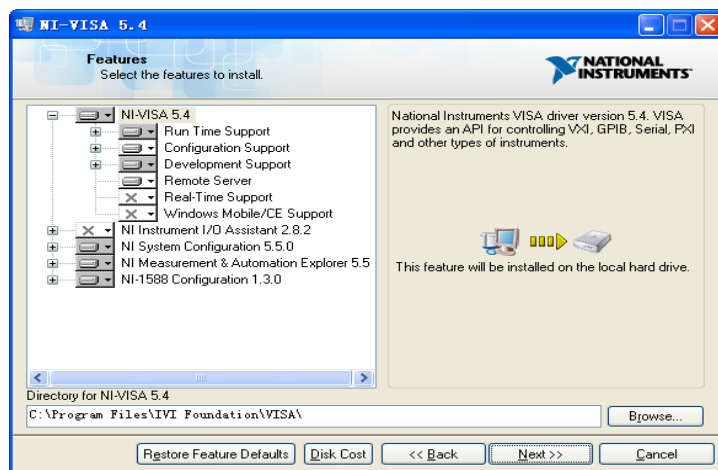 NI-VISA 5.4
Features
Select the features to install.
NATIONAL
INSTRUMENTS™
NI-VISA 5.4
Run Time Support
Configuration Support
Development Support
Remote Server
Real-Time Support
Windows Mobile/CE Support
NI Instrument I/O Assistant 2.8.2
NI System Configuration 5.5.0
NI Measurement & Automation Explorer 5.5
NI-1588 Configuration 1.3.0
National Instruments VISA driver version 5.4. VISA
provides an API for controlling VXI, GPIB, Serial, PXI
and other types of instruments.
This feature will be installed on the local hard drive.
Directory for NI-VISA 5.4
C:\Program Files\IVI Foundation\VISA\
Browse...
Restore Feature Defaults
Disk Cost
<< Back
Next >>
Cancel